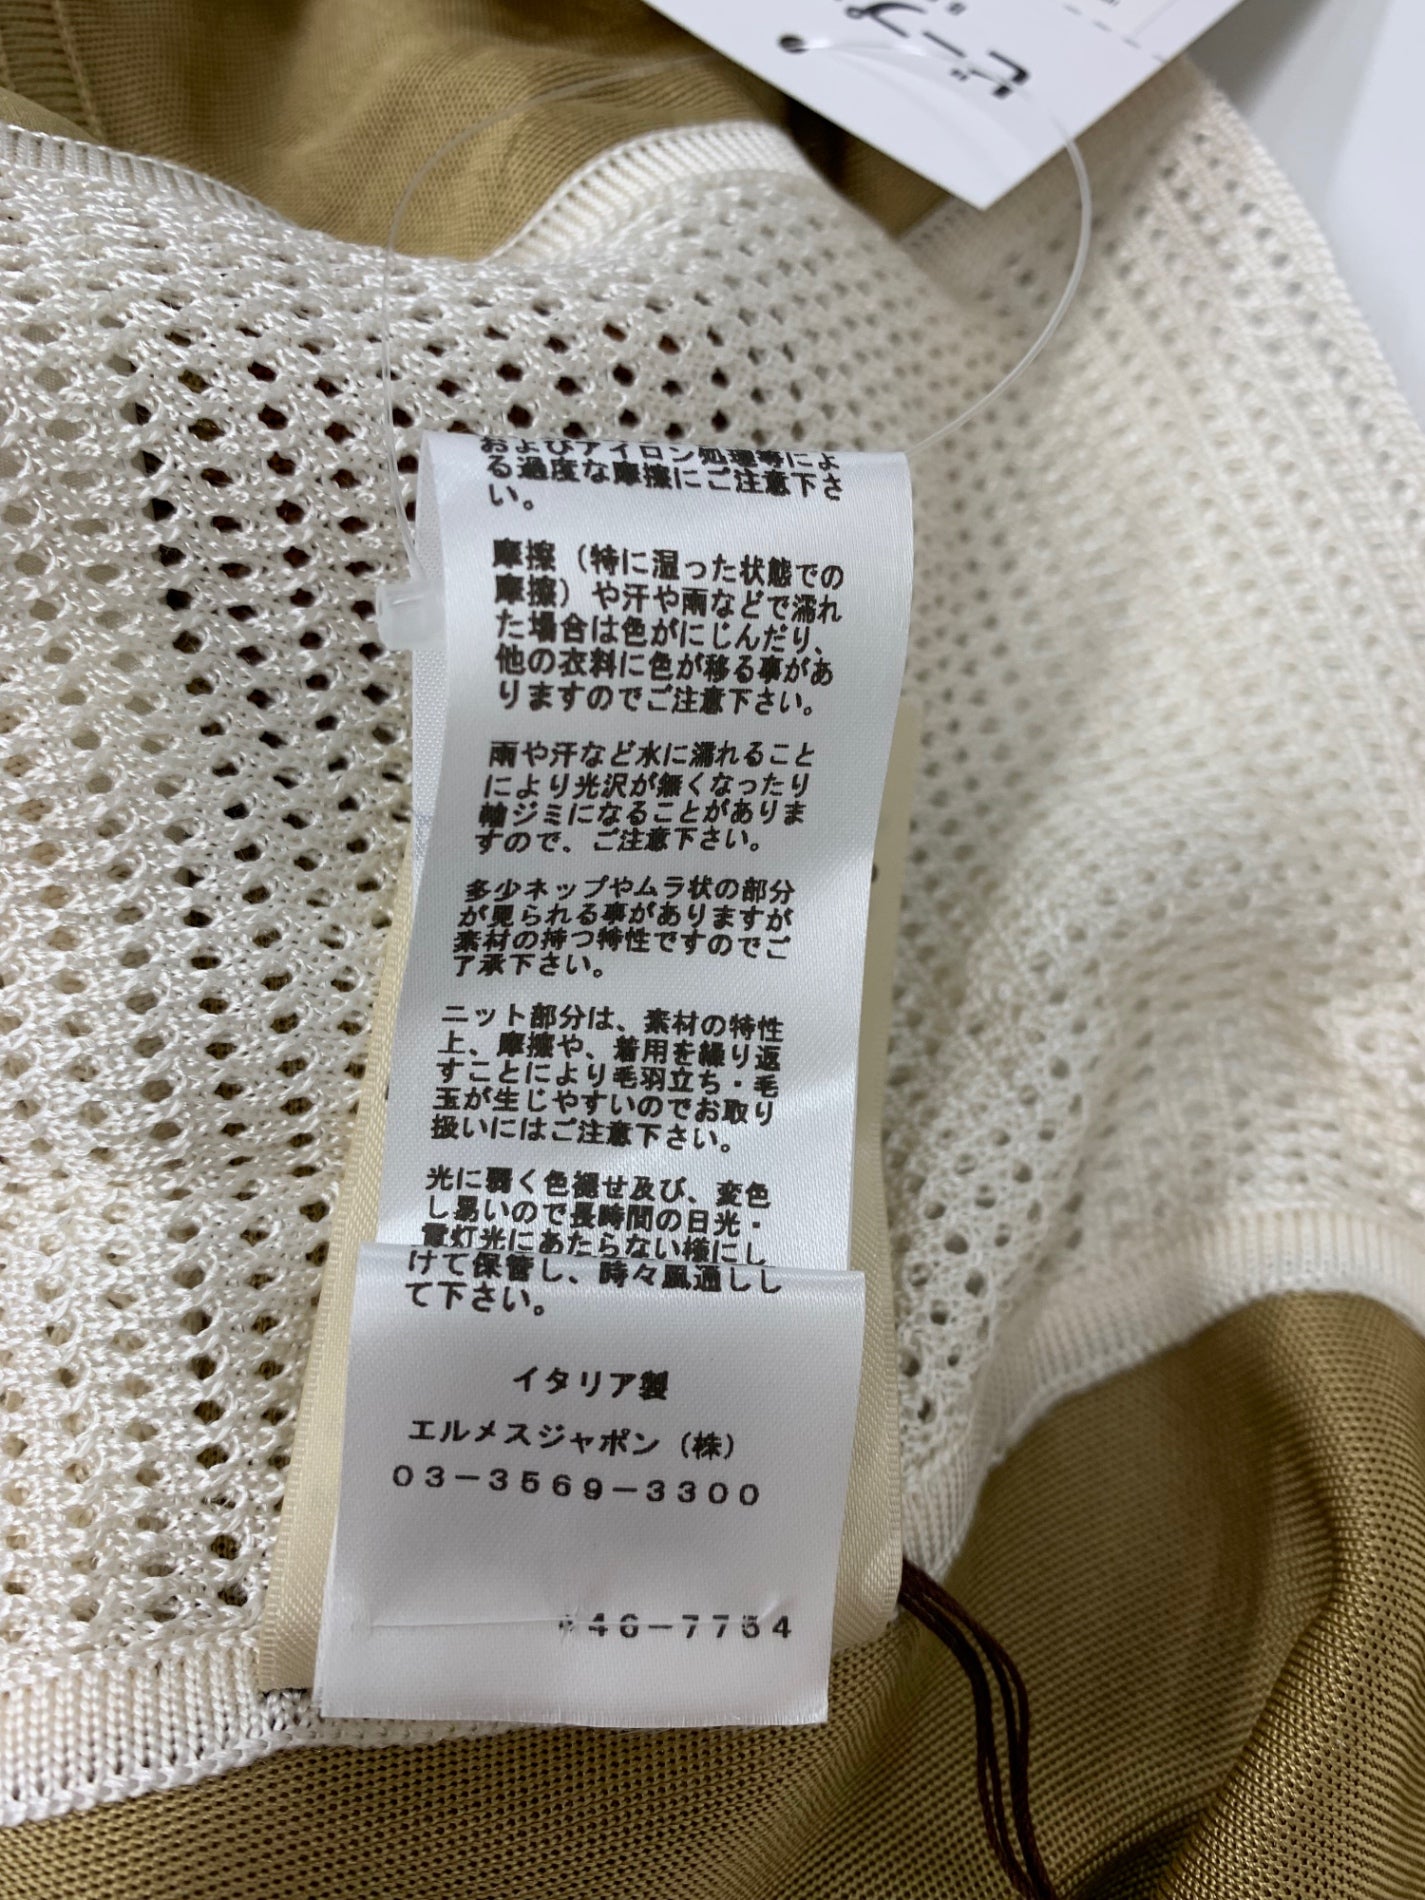 ビープ
およびアイロン処理等によ
る過度な摩擦にご注意下さ
い。
摩擦（特に湿った状態での
摩擦）や汗や雨などで濡れ
た場合は色がにじんだり、
他の衣料に色が移る事があ
りますのでご注意下さい。
雨や汗など水に濡れること
により光沢が無くなったり
輪ジミになることがありま
すので、ご注意下さい。
多少ネップやムラ状の部分
が見られる事がありますが
素材の持つ特性ですのでご
了承下さい。
ニット部分は、素材の特性
上、摩擦や、着用を繰り返
すことにより毛羽立ち・毛
玉が生じやすいのでお取り
扱いにはご注意下さい。
光に弱く色褪せ及び、変色
し易いので長時間の日光・
電灯光にあたらない様にし
けて保管し、時々風通しし
て下さい。
イタリア製
エルメスジャポン（株）
03-3569-3300
46-7754